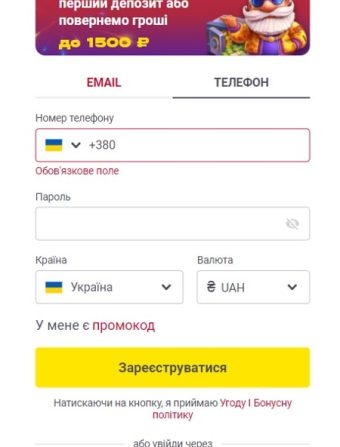 перший депозит або
повернемо гроші
до 1500 ₽
EMAIL
ТЕЛЕФОН
Номер телефону
+380
Обов'язкове поле
Пароль
Країна
Валюта
Україна
₴ UAH
У мене є промокод
Зареєструватися
Натискаючи на кнопку, я приймаю Угоду І Бонусну
політику
або увійди через